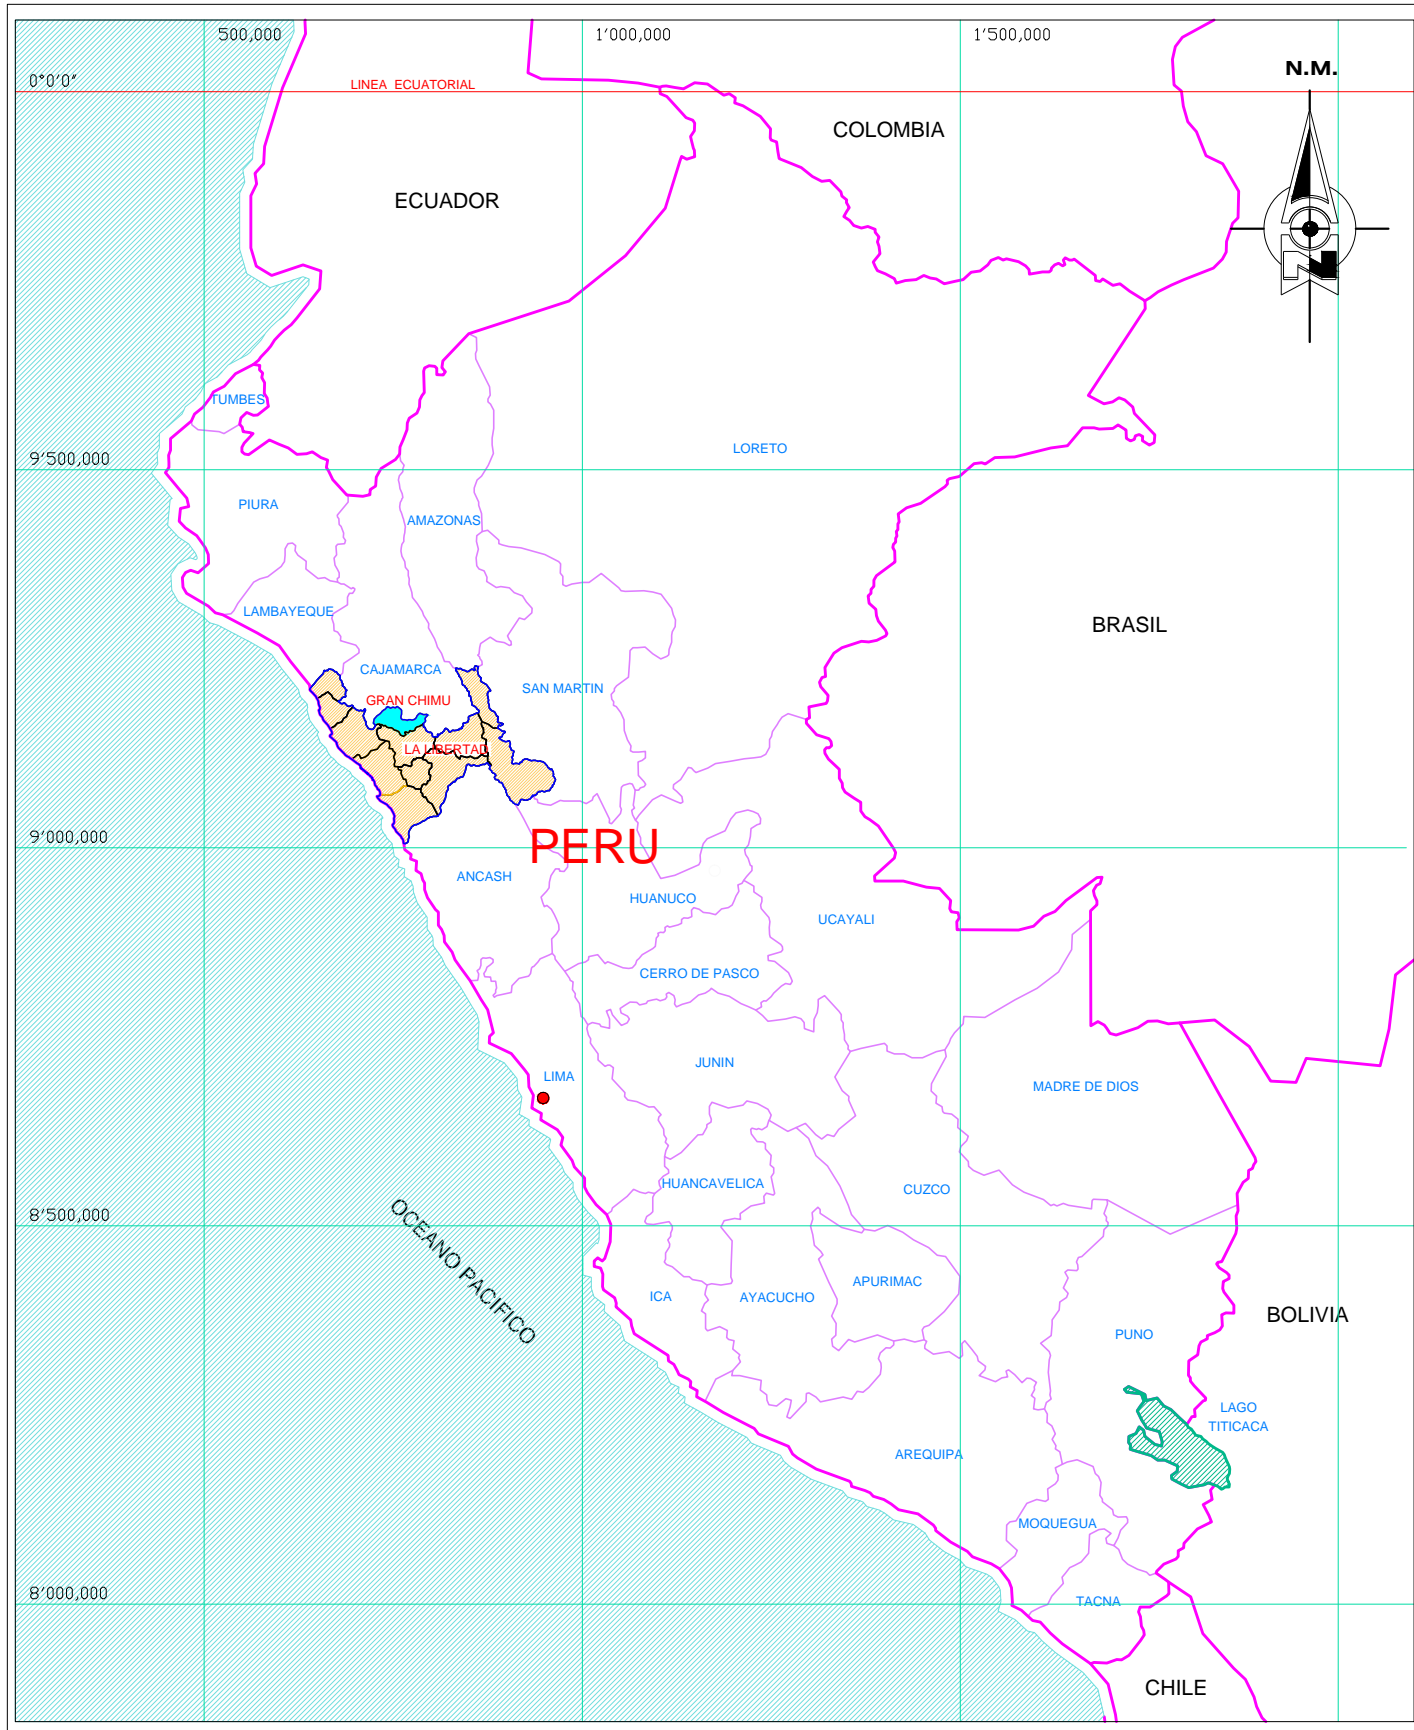 500,000
1'000,000
1'500,000
0°0'0"
LINEA ECUATORIAL
N.M.
COLOMBIA
ECUADOR
TUMBES
LORETO
9'500,000
PIURA
AMAZONAS
LAMBAYEQUE
BRASIL
CAJAMARCA
SAN MARTIN
GRAN CHIMU
LA LIBERTAD
9'000,000
PERU
ANCASH
HUANUCO
UCAYALI
CERRO DE PASCO
JUNIN
LIMA
MADRE DE DIOS
HUANCAVELICA
CUZCO
8'500,000
OCEANO PACIFICO
APURIMAC
ICA
AYACUCHO
BOLIVIA
PUNO
LAGO
TITICACA
AREQUIPA
MOQUEGUA
8'000,000
TACNA
CHILE
N